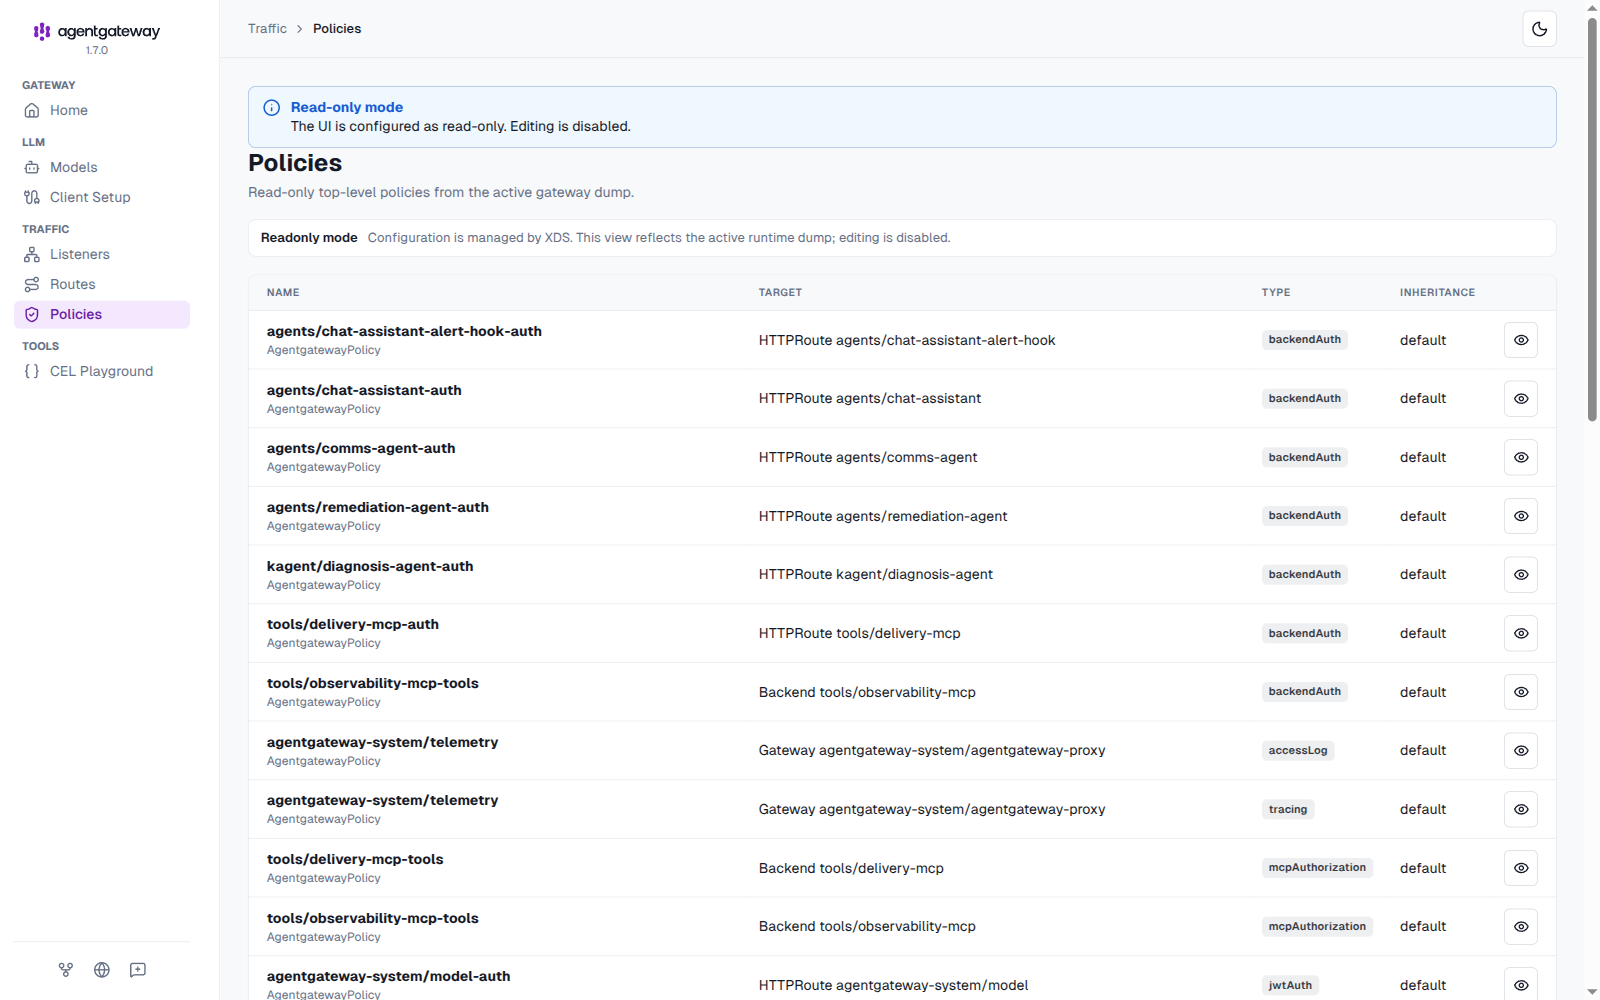 agentgateway
1.7.0
GATEWAY
Home
LLM
Models
Client Setup
TRAFFIC
Listeners
Routes
Policies
TOOLS
CEL Playground
Traffic > Policies
Read-only mode
The UI is configured as read-only. Editing is disabled.
Policies
Read-only top-level policies from the active gateway dump.
Readonly mode Configuration is managed by XDS. This view reflects the active runtime dump; editing is disabled.
NAME TARGET TYPE INHERITANCE
agents/chat-assistant-alert-hook-auth
AgentgatewayPolicy
HTTPRoute agents/chat-assistant-alert-hook backendAuth default
agents/chat-assistant-auth
AgentgatewayPolicy
HTTPRoute agents/chat-assistant backendAuth default
agents/comms-agent-auth
AgentgatewayPolicy
HTTPRoute agents/comms-agent backendAuth default
agents/remediation-agent-auth
AgentgatewayPolicy
HTTPRoute agents/remediation-agent backendAuth default
kagent/diagnosis-agent-auth
AgentgatewayPolicy
HTTPRoute kagent/diagnosis-agent backendAuth default
tools/delivery-mcp-auth
AgentgatewayPolicy
HTTPRoute tools/delivery-mcp backendAuth default
tools/observability-mcp-tools
AgentgatewayPolicy
Backend tools/observability-mcp backendAuth default
agentgateway-system/telemetry
AgentgatewayPolicy
Gateway agentgateway-system/agentgateway-proxy accessLog default
agentgateway-system/telemetry
AgentgatewayPolicy
Gateway agentgateway-system/agentgateway-proxy tracing default
tools/delivery-mcp-tools
AgentgatewayPolicy
Backend tools/delivery-mcp mcpAuthorization default
tools/observability-mcp-tools
AgentgatewayPolicy
Backend tools/observability-mcp mcpAuthorization default
agentgateway-system/model-auth
AgentgatewayPolicy
HTTPRoute agentgateway-system/model jwtAuth default